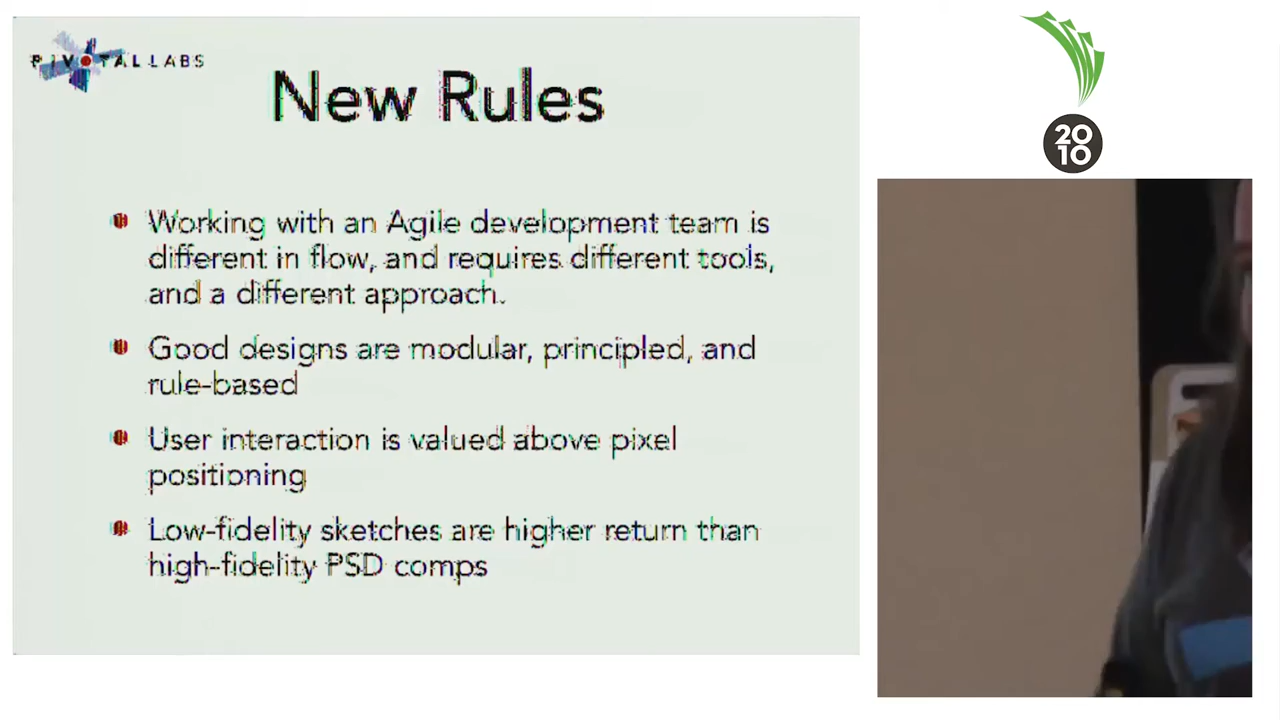 PIVOTAL LABS
New Rules
Working with an Agile development team is
different in flow, and requires different tools,
and a different approach.
Good designs are modular, principled, and
rule-based
User interaction is valued above pixel
positioning
Low-fidelity sketches are higher return than
high-fidelity PSD comps
20
10